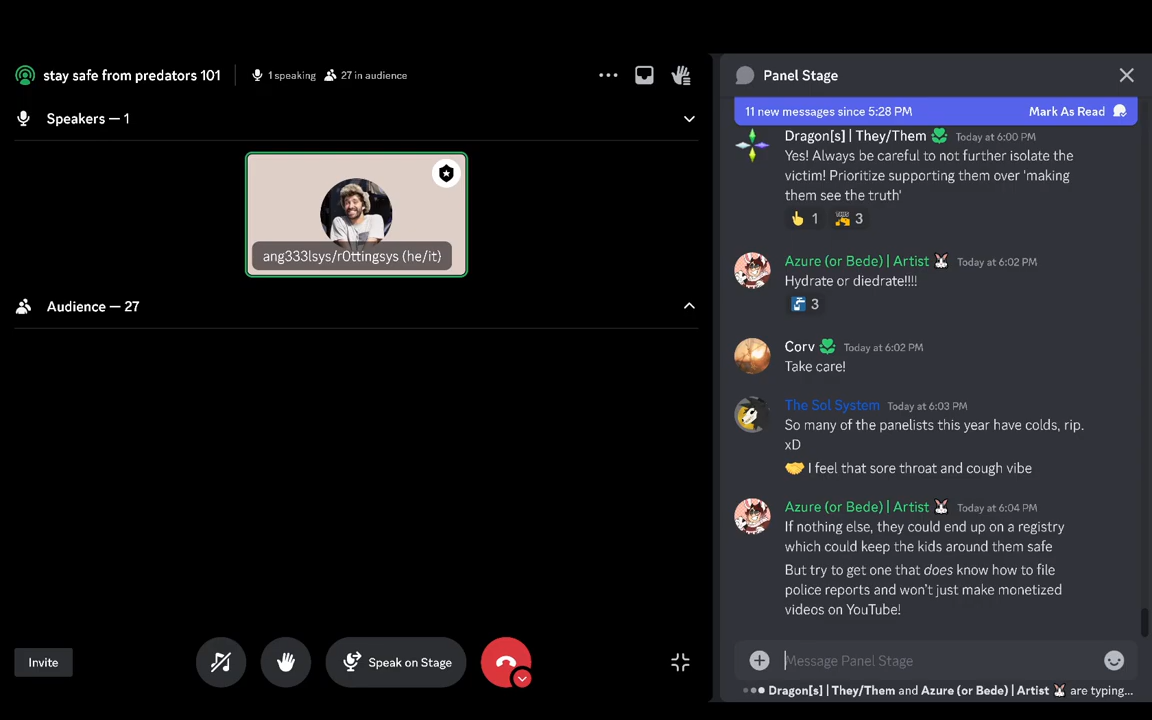 stay safe from predators 101
1 speaking
27 in audience
Speakers — 1
ang333lsys/r0ttingsys (he/it)
Audience — 27
Invite
Speak on Stage
Panel Stage
11 new messages since 5:28 PM
Mark As Read
Dragon[s] | They/Them Today at 6:00 PM
Yes! Always be careful to not further isolate the
victim! Prioritize supporting them over 'making
them see the truth'
1 3
Azure (or Bede) | Artist Today at 6:02 PM
Hydrate or diedrate!!!!
3
Corv Today at 6:02 PM
Take care!
The Sol System Today at 6:03 PM
So many of the panelists this year have colds, rip.
xD
I feel that sore throat and cough vibe
Azure (or Bede) | Artist Today at 6:04 PM
If nothing else, they could end up on a registry
which could keep the kids around them safe
But try to get one that does know how to file
police reports and won't just make monetized
videos on YouTube!
Message Panel Stage
Dragon[s] | They/Them and Azure (or Bede) | Artist are typing...